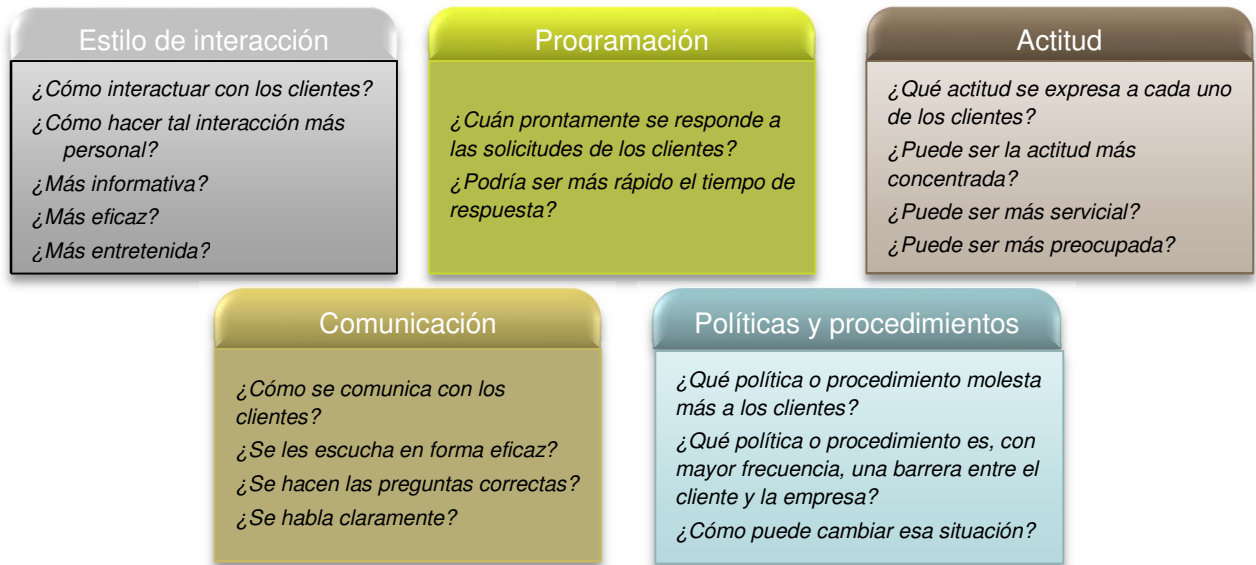 Estilo de interacción
¿Cómo interactuar con los clientes?
¿Cómo hacer tal interacción más
personal?
¿Más informativa?
¿Más eficaz?
¿Más entretenida?
Programación
¿Cuán prontamente se responde a
las solicitudes de los clientes?
¿Podría ser más rápido el tiempo de
respuesta?
Actitud
¿Qué actitud se expresa a cada uno
de los clientes?
¿Puede ser la actitud más
concentrada?
¿Puede ser más servicial?
¿Puede ser más preocupada?
Comunicación
¿Cómo se comunica con los
clientes?
¿Se les escucha en forma eficaz?
¿Se hacen las preguntas correctas?
¿Se habla claramente?
Políticas y procedimientos
¿Qué política o procedimiento molesta
más a los clientes?
¿Qué política o procedimiento es, con
mayor frecuencia, una barrera entre el
cliente y la empresa?
¿Cómo puede cambiar esa situación?